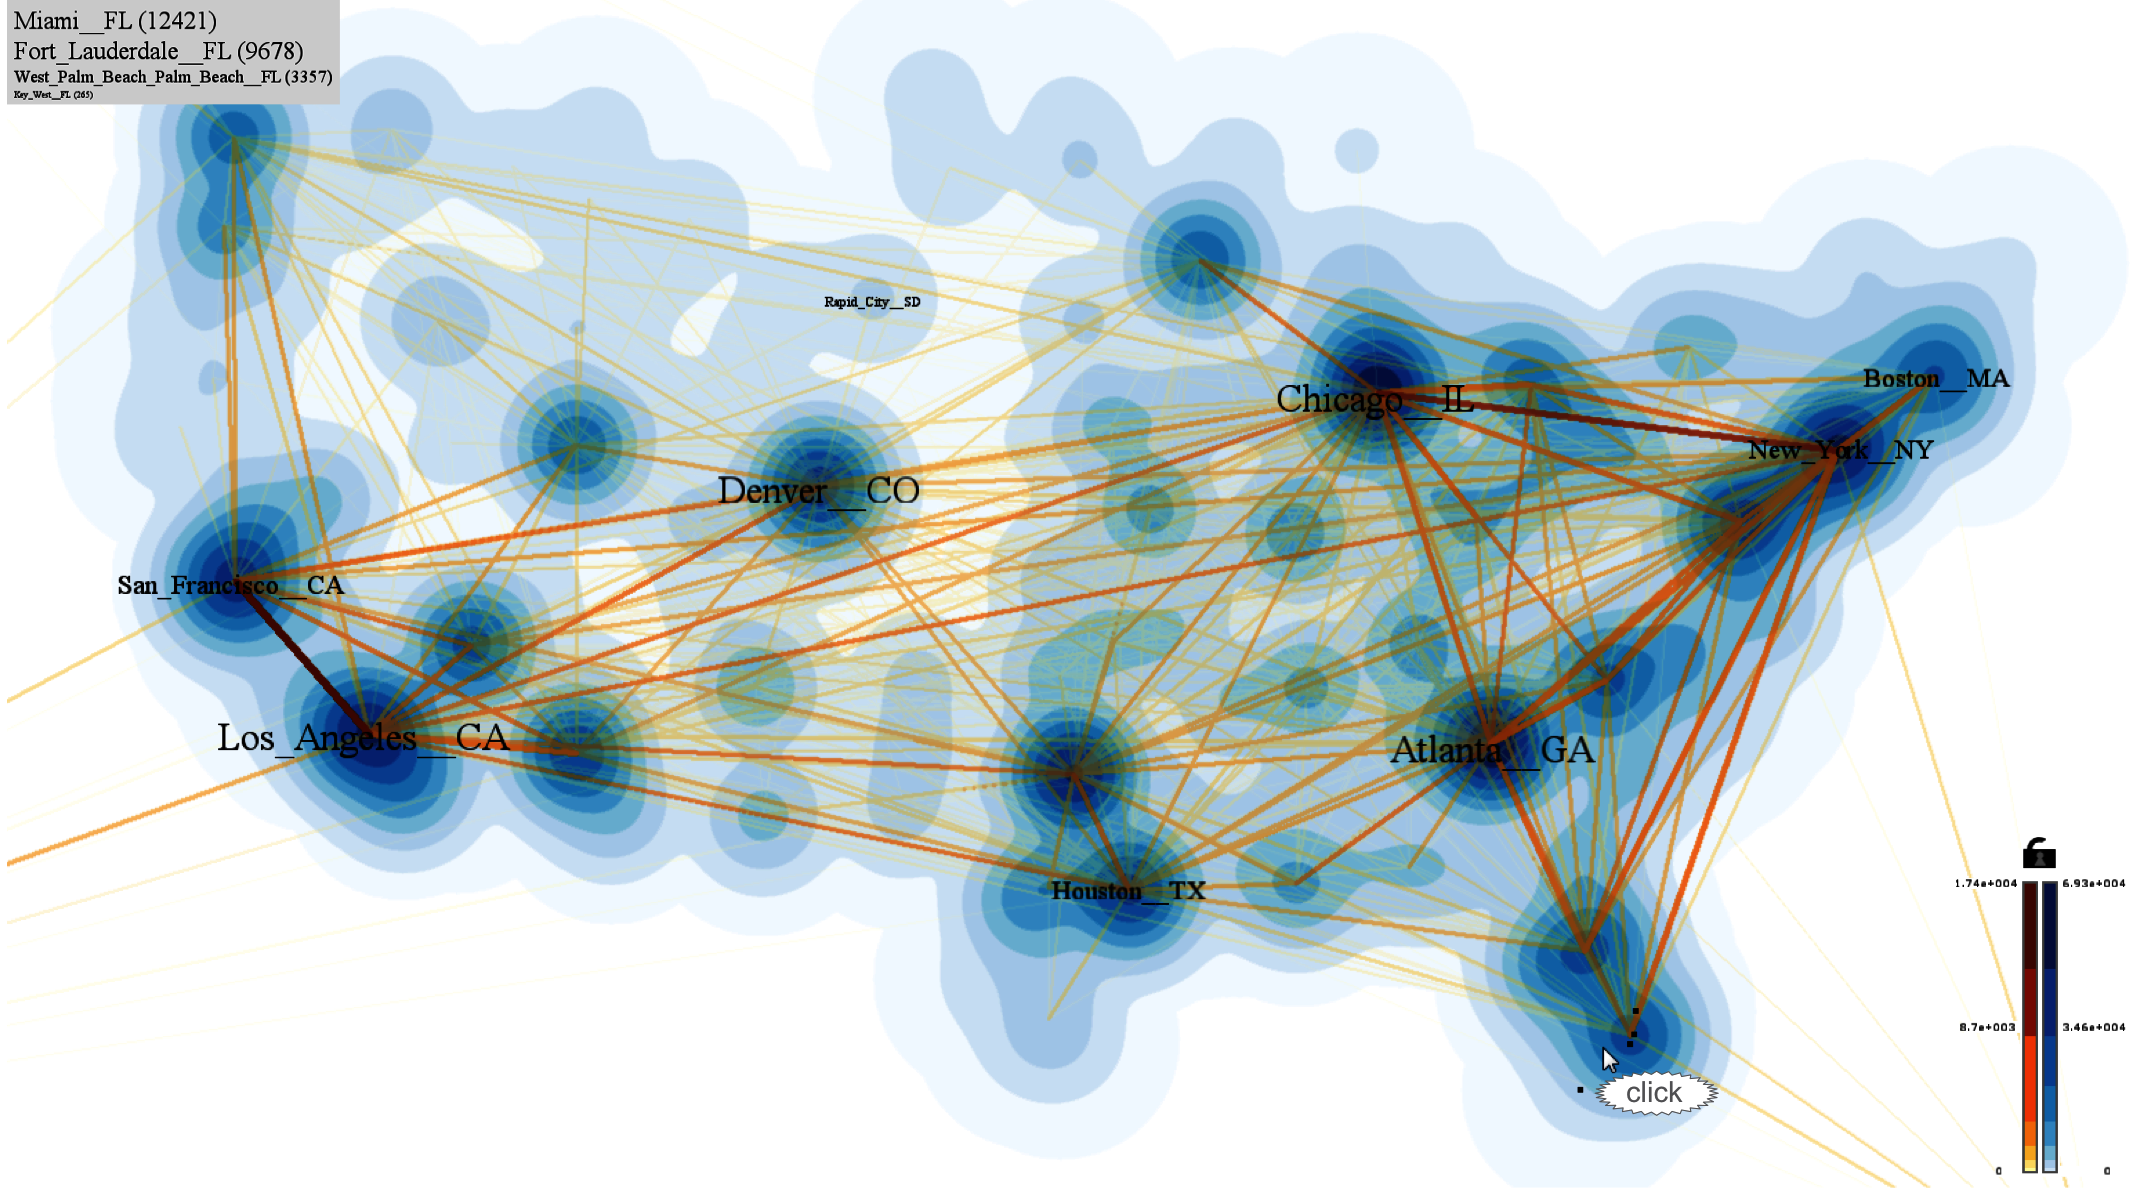 Miami__FL (12421)
Fort_Lauderdale__FL (9678)
West_Palm_Beach_Palm_Beach__FL (3357)
Key_West__FL (265)
Rapid_City__SD
Boston__MA
Chicago__IL
New_York__NY
Denver__CO
San_Francisco__CA
Los_Angeles__CA
Atlanta__GA
Houston__TX
1.74e+004 6.93e+004
8.7e+003 3.46e+004
click
0 0